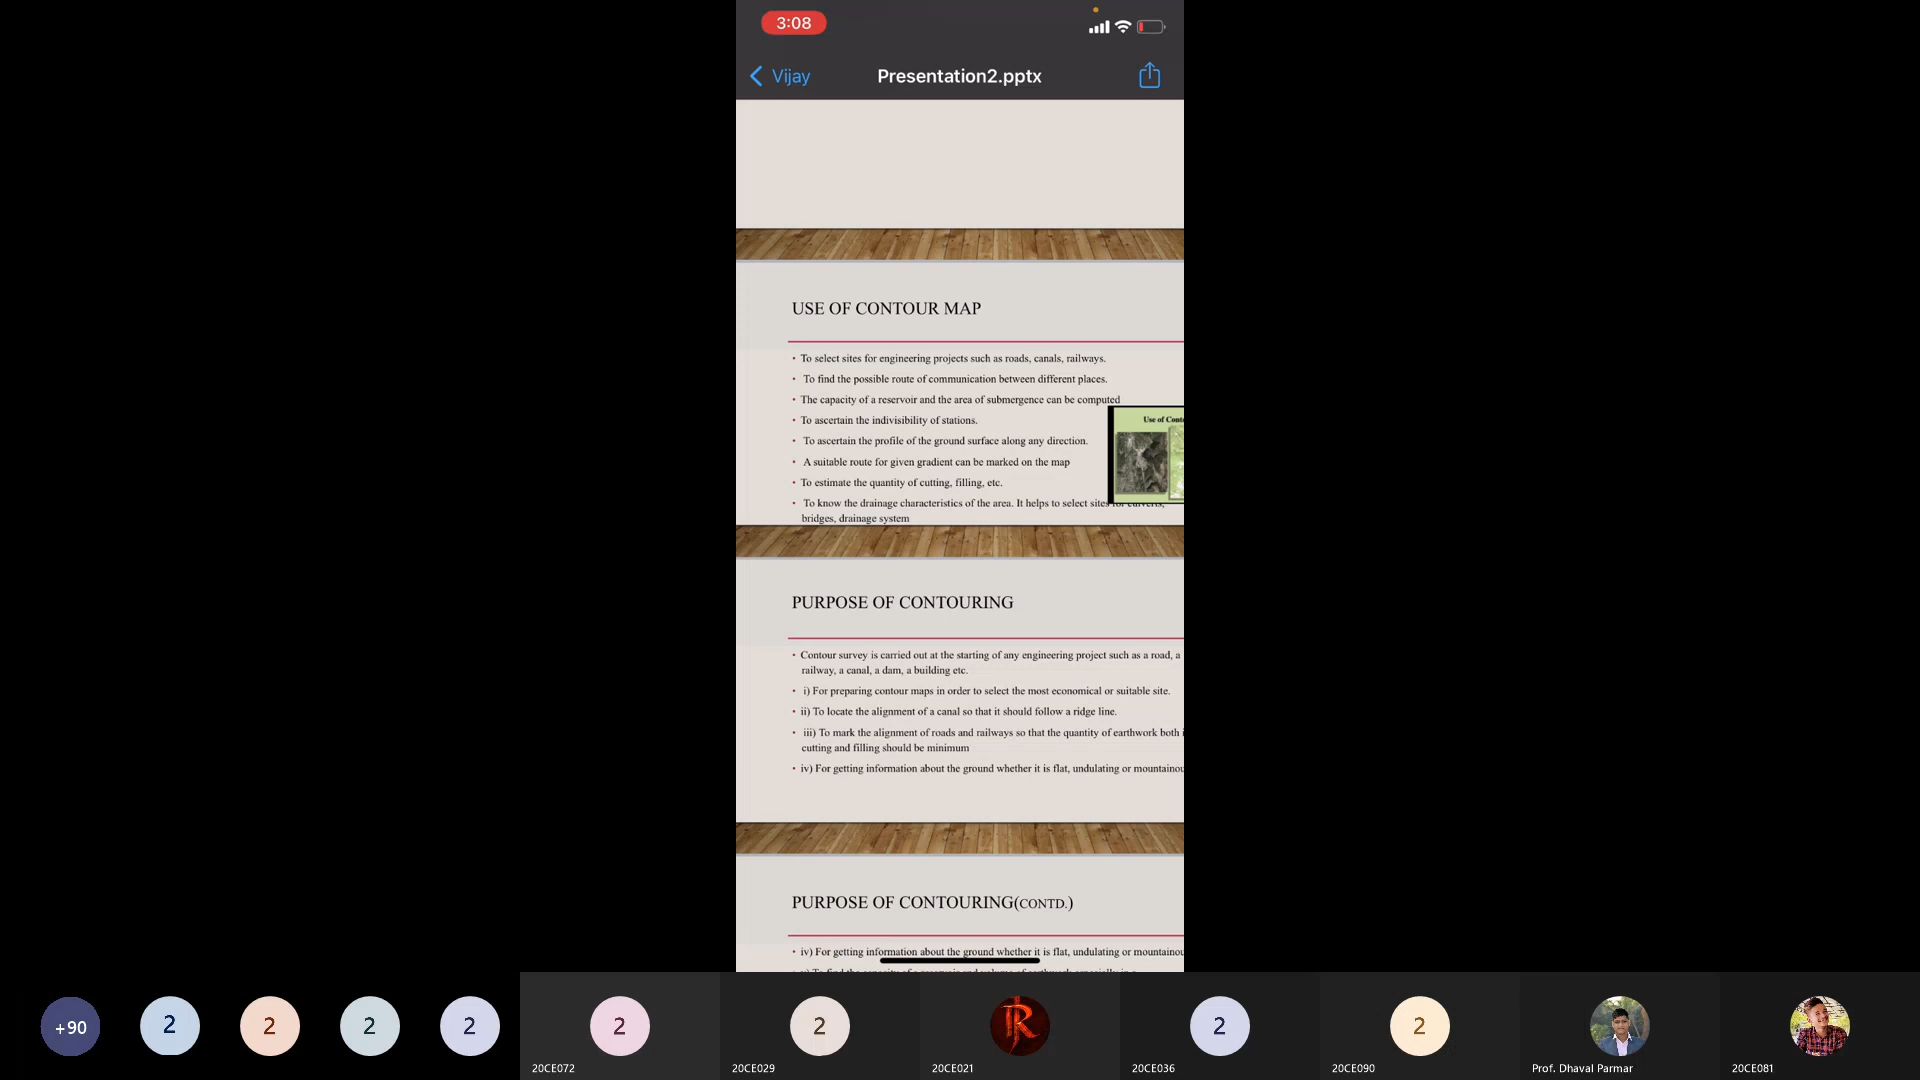 3:08
Vijay
Presentation2.pptx
USE OF CONTOUR MAP
• To select sites for engineering projects such as roads, canals, railways.
• To find the possible route of communication between different places.
• The capacity of a reservoir and the area of submergence can be computed
• To ascertain the indivisibility of stations.
• To ascertain the profile of the ground surface along any direction.
• A suitable route for given gradient can be marked on the map
• To estimate the quantity of cutting, filling, etc.
• To know the drainage characteristics of the area. It helps to select sites for culverts,
bridges, drainage system
Use of Cont
PURPOSE OF CONTOURING
• Contour survey is carried out at the starting of any engineering project such as a road, a
railway, a canal, a dam, a building etc.
• i) For preparing contour maps in order to select the most economical or suitable site.
• ii) To locate the alignment of a canal so that it should follow a ridge line.
• iii) To mark the alignment of roads and railways so that the quantity of earthwork both i
cutting and filling should be minimum
• iv) For getting information about the ground whether it is flat, undulating or mountainou
PURPOSE OF CONTOURING(CONTD.)
• iv) For getting information about the ground whether it is flat, undulating or mountainou
+90
2
2
2
2
2
2
R
2
2
20CE072
20CE029
20CE021
20CE036
20CE090
Prof. Dhaval Parmar
20CE081